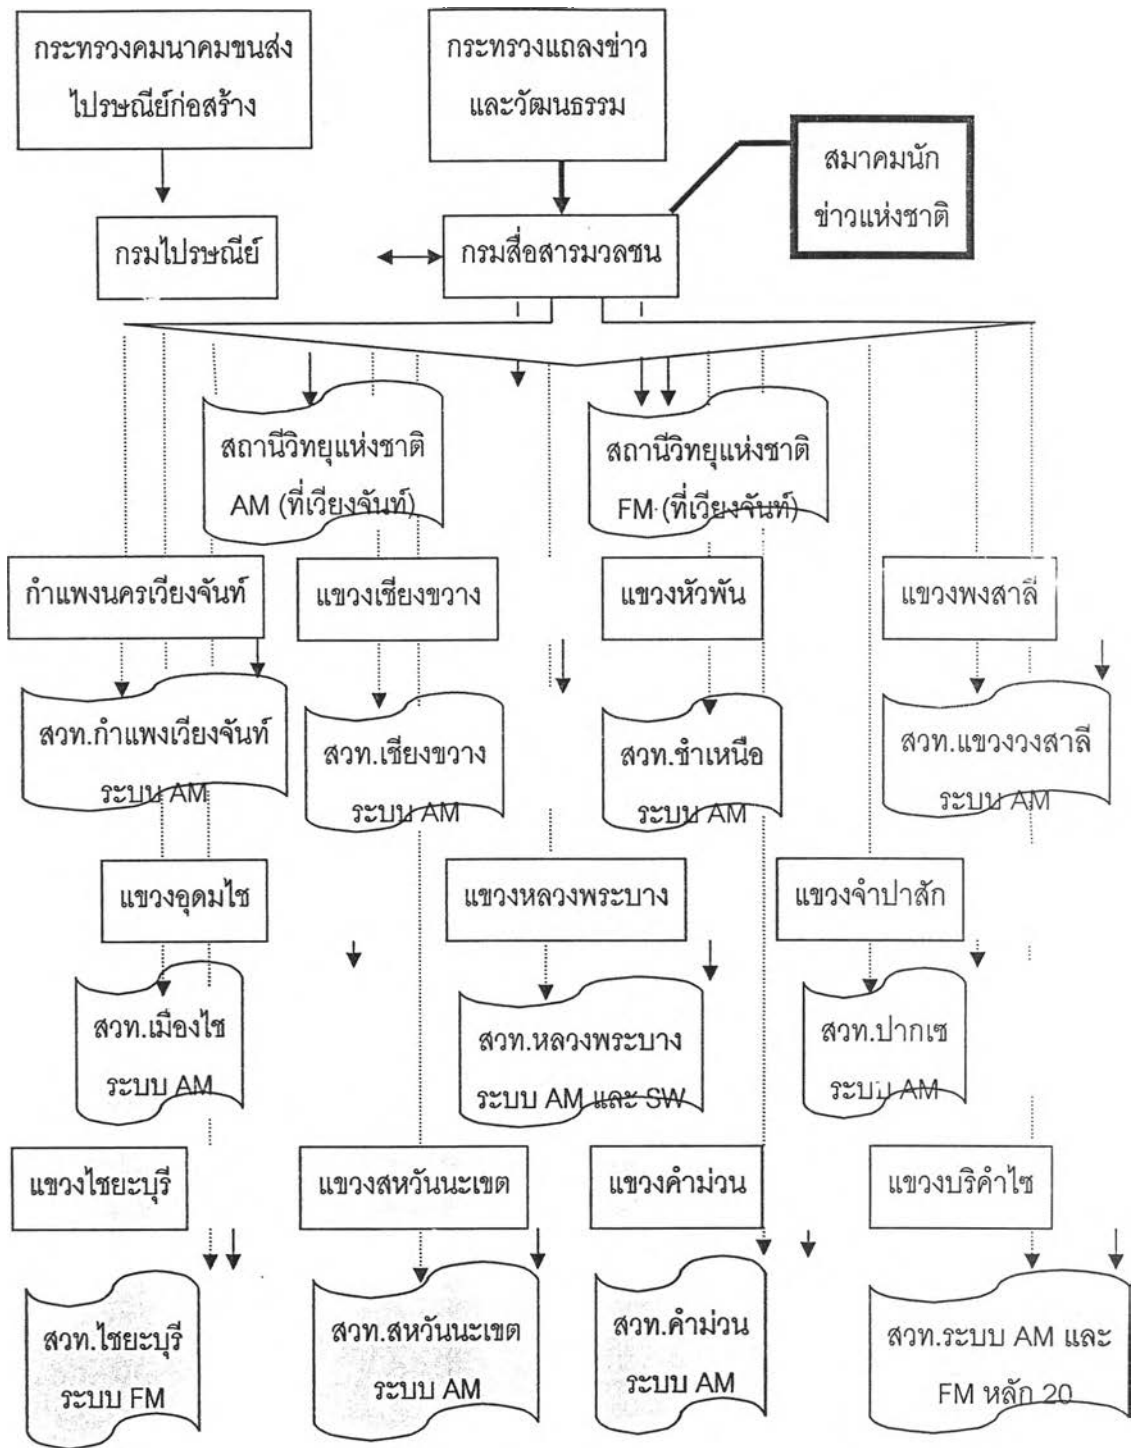 กระทรวงคมนาคมขนส่ง
ไปรษณีย์ก่อสร้าง
กระทรวงแถลงข่าว
และวัฒนธรรม
สมาคมนัก
ข่าวแห่งชาติ
กรมไปรษณีย์
กรมสื่อสารมวลชน
สถานีวิทยุแห่งชาติ
AM (ที่เวียงจันท์)
สถานีวิทยุแห่งชาติ
FM (ที่เวียงจันท์)
กำแพงนครเวียงจันท์
แขวงเชียงขวาง
แขวงหัวพัน
แขวงพงสาลี
สวท.กำแพงเวียงจันท์
ระบบ AM
สวท.เชียงขวาง
ระบบ AM
สวท.ซำเหนือ
ระบบ AM
สวท.แขวงวงสาลี
ระบบ AM
แขวงอุดมไช
แขวงหลวงพระบาง
แขวงจำปาสัก
สวท.เมืองไช
ระบบ AM
สวท.หลวงพระบาง
ระบบ AM และ SW
สวท.ปากเซ
ระบบ AM
แขวงไชยะบุรี
แขวงสหวันนะเขต
แขวงคำม่วน
แขวงบริคำไซ
สวท.ไชยะบุรี
ระบบ FM
สวท.สหวันนะเขต
ระบบ AM
สวท.คำม่วน
ระบบ AM
สวท.ระบบ AM และ
FM หลัก 20